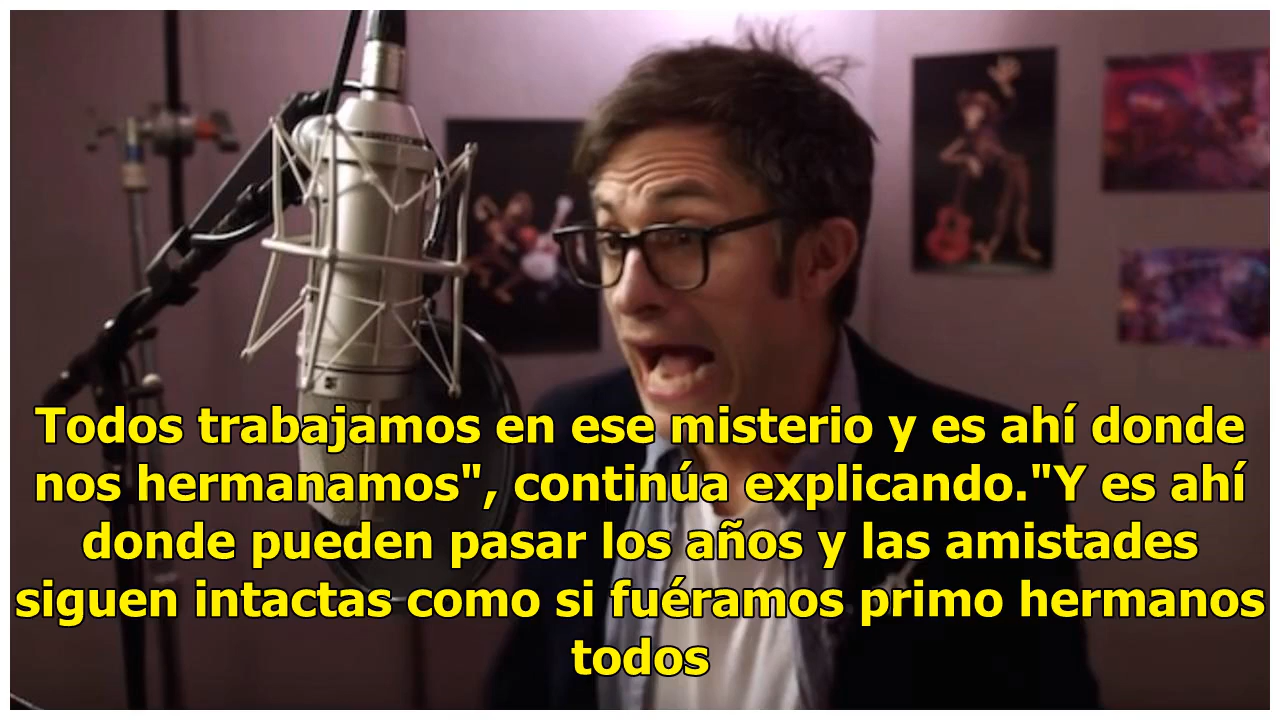 Todos trabajamos en ese misterio y es ahí donde
nos hermanamos", continúa explicando."Y es ahí
donde pueden pasar los años y las amistades
siguen intactas como si fuéramos primo hermanos
todos